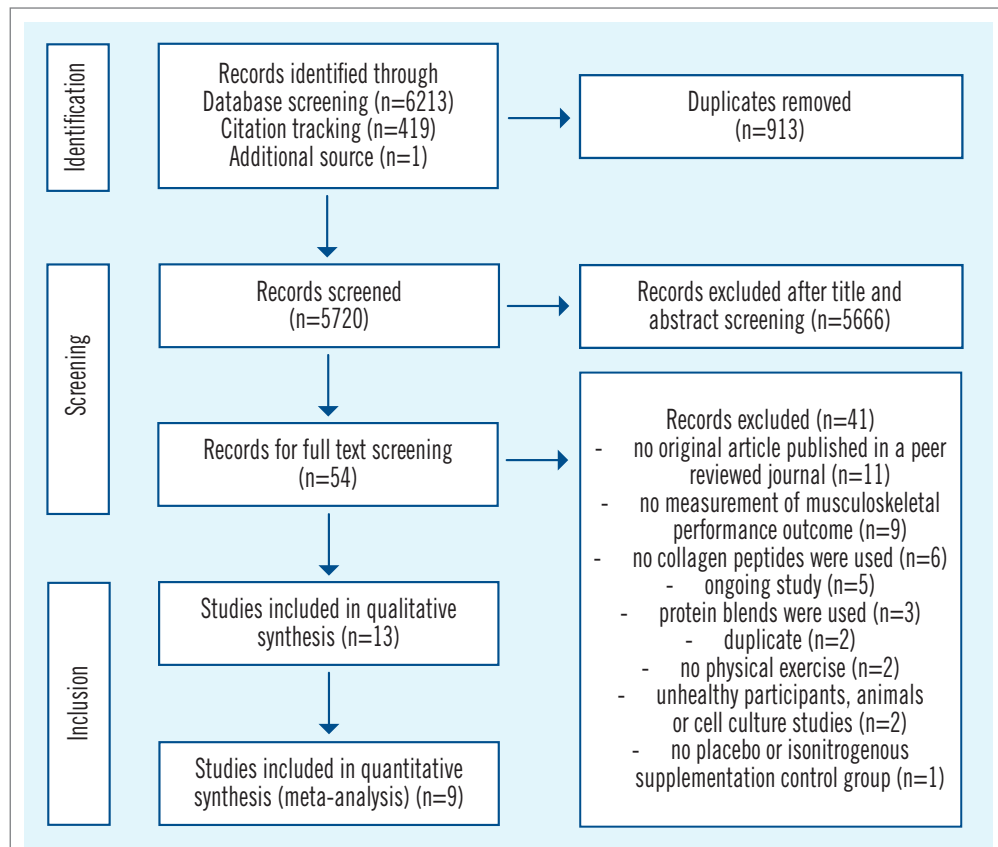 Identification
Records identified through
Database screening (n=6213)
Citation tracking (n=419)
Additional source (n=1)
Duplicates removed
(n=913)
Screening
Records screened
(n=5720)
Records excluded after title and
abstract screening (n=5666)
Records for full text screening
(n=54)
Records excluded (n=41)
- no original article published in a peer
reviewed journal (n=11)
- no measurement of musculoskeletal
performance outcome (n=9)
- no collagen peptides were used (n=6)
- ongoing study (n=5)
- protein blends were used (n=3)
- duplicate (n=2)
- no physical exercise (n=2)
- unhealthy participants, animals
or cell culture studies (n=2)
- no placebo or isonitrogenous
supplementation control group (n=1)
Inclusion
Studies included in qualitative
synthesis (n=13)
Studies included in quantitative
synthesis (meta-analysis) (n=9)